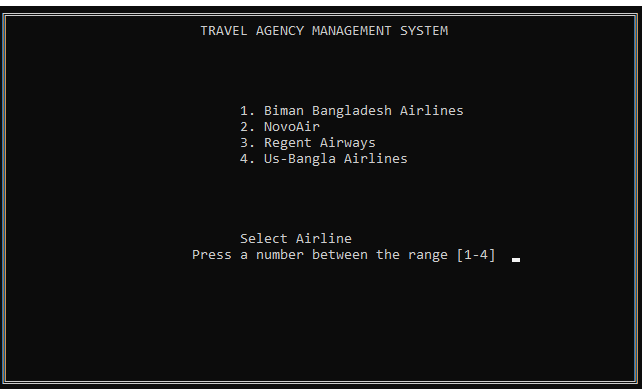 TRAVEL AGENCY MANAGEMENT SYSTEM
1. Biman Bangladesh Airlines
2. NovoAir
3. Regent Airways
4. Us-Bangla Airlines
Select Airline
Press a number between the range [1-4]